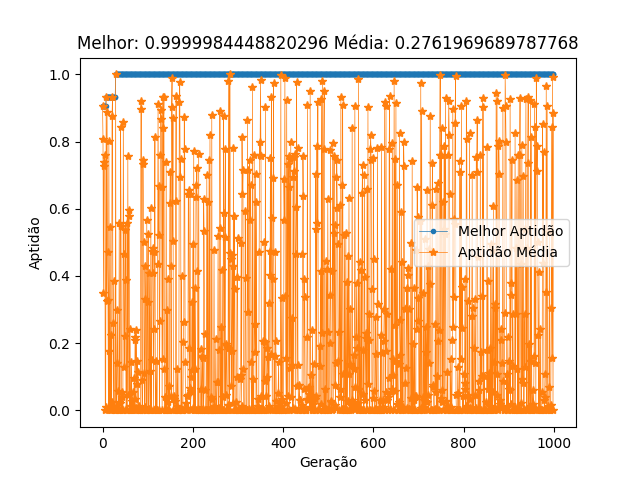 Melhor: 0.9999984448820296 Média: 0.2761969689787768
Aptidão
1.0
0.8
0.6
0.4
0.2
0.0
Melhor Aptidão
Aptidão Média
0 200 400 600 800 1000
Geração